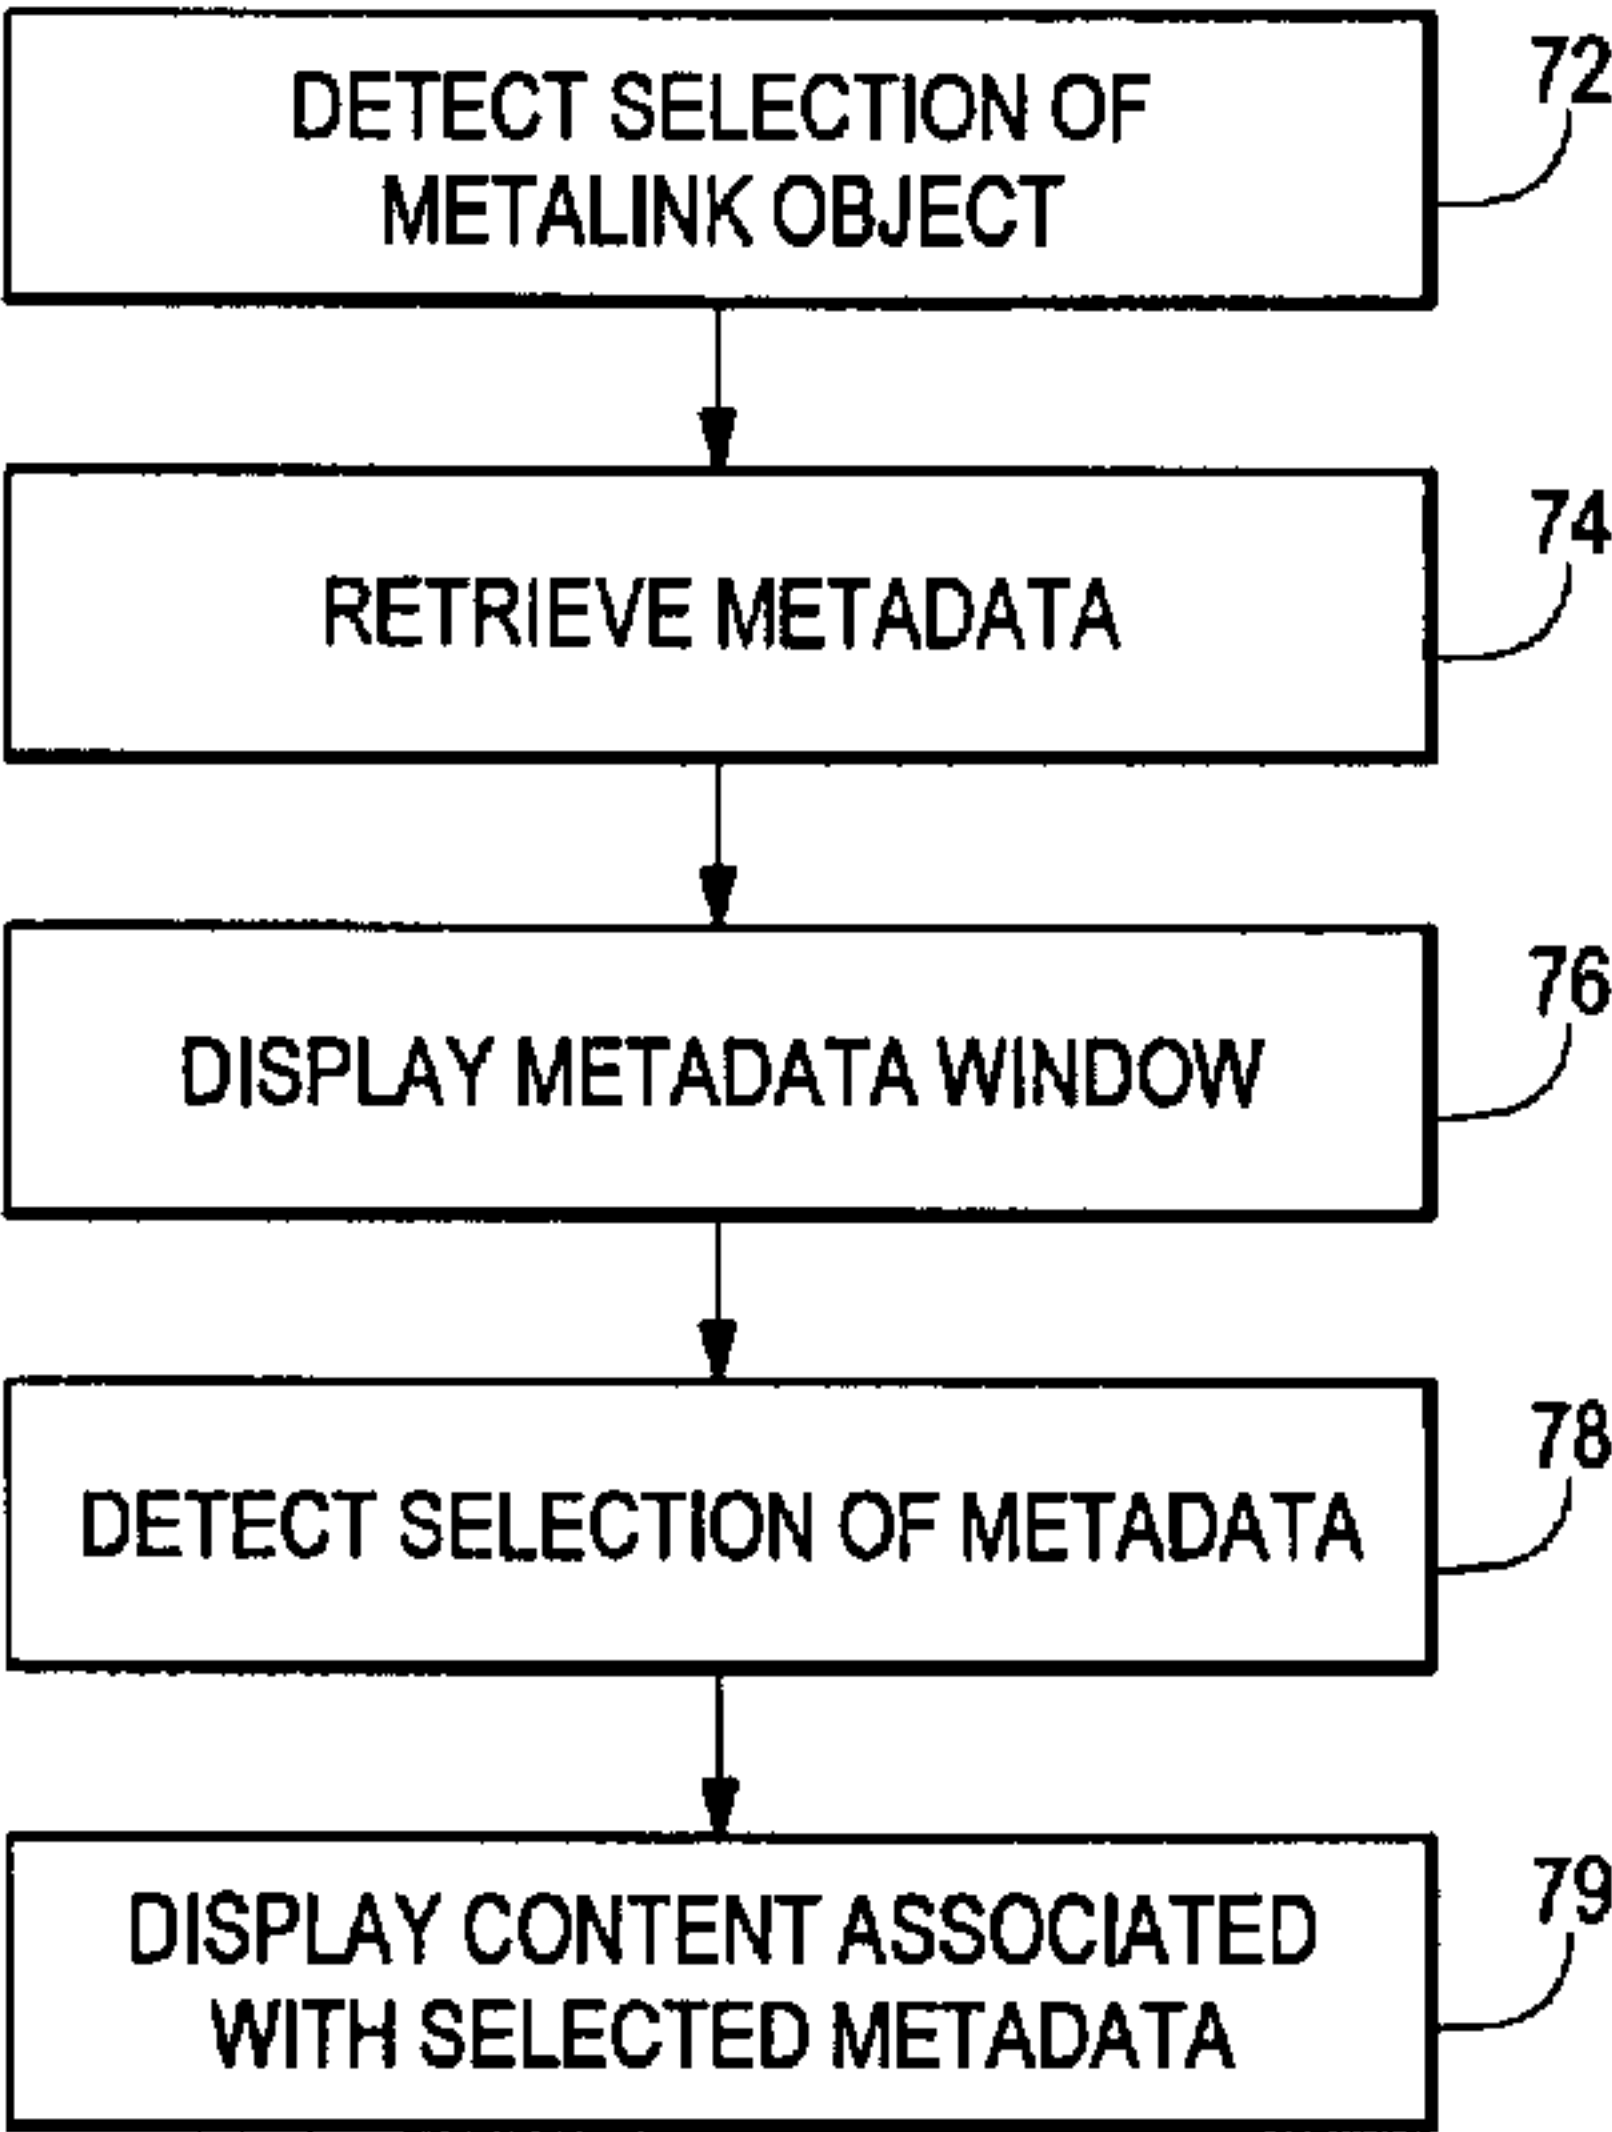 DETECT SELECTION OF
METALINK OBJECT
72
RETRIEVE METADATA
74
DISPLAY METADATA WINDOW
76
DETECT SELECTION OF METADATA
78
DISPLAY CONTENT ASSOCIATED
WITH SELECTED METADATA
79